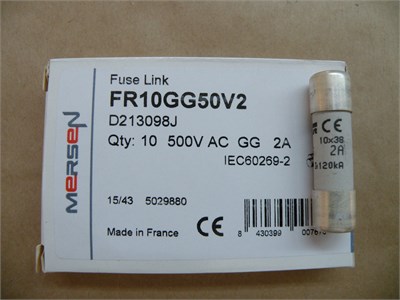 MERSEN
Fuse Link
FR10GG50V2
D213098J
Qty: 10 500V AC GG 2A
IEC60269-2
15/43 5029880
Made in France
CE
8 430399
CE
10x38
2A
120kA